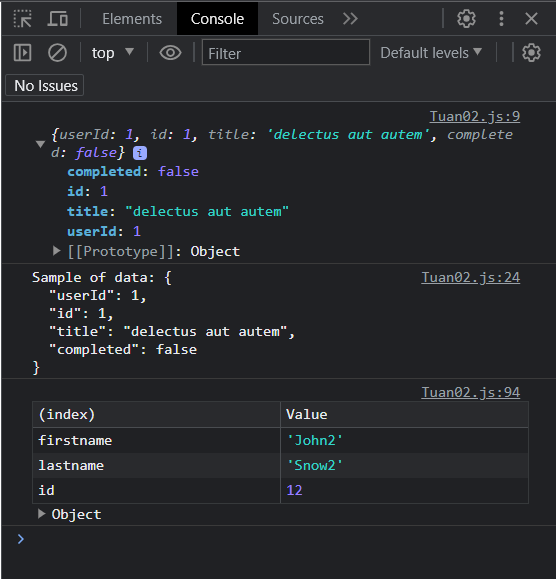 Elements Console Sources
top Filter Default levels
No Issues
Tuan02.js:9
{userId: 1, id: 1, title: 'delectus aut autem', complete
d: false} i
completed: false
id: 1
title: "delectus aut autem"
userId: 1
[[Prototype]]: Object
Sample of data: { Tuan02.js:24
"userId": 1,
"id": 1,
"title": "delectus aut autem",
"completed": false
}
Tuan02.js:94
(index) Value
firstname 'John2'
lastname 'Snow2'
id 12
Object